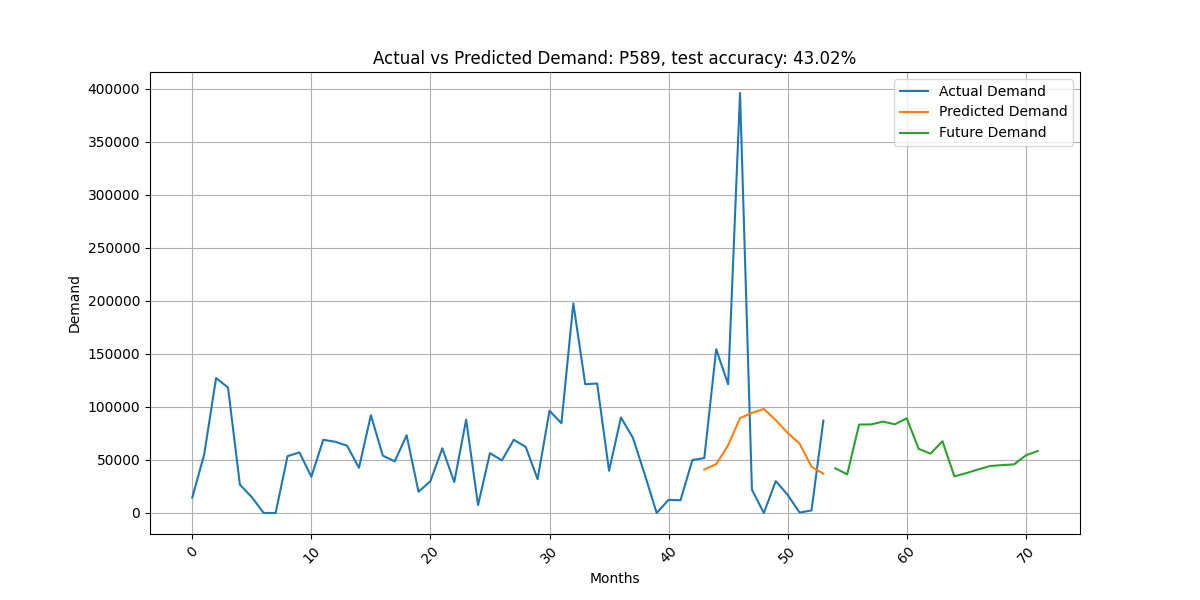 Actual vs Predicted Demand: P589, test accuracy: 43.02%
400000
350000
300000
250000
200000
150000
100000
50000
0
Demand
Actual Demand
Predicted Demand
Future Demand
0
10
20
30
40
50
60
70
Months